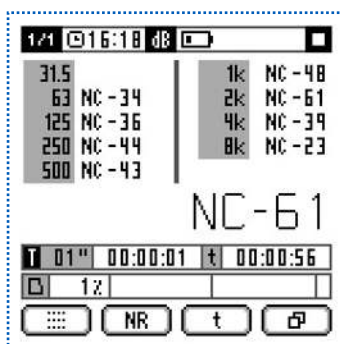 1/1 16:18 dB
31.5 1k NC-48
63 NC-34 2k NC-61
125 NC-36 4k NC-39
250 NC-44 8k NC-23
500 NC-43
NC-61
T 01" 00:00:01 t 00:00:56
1%
NR t